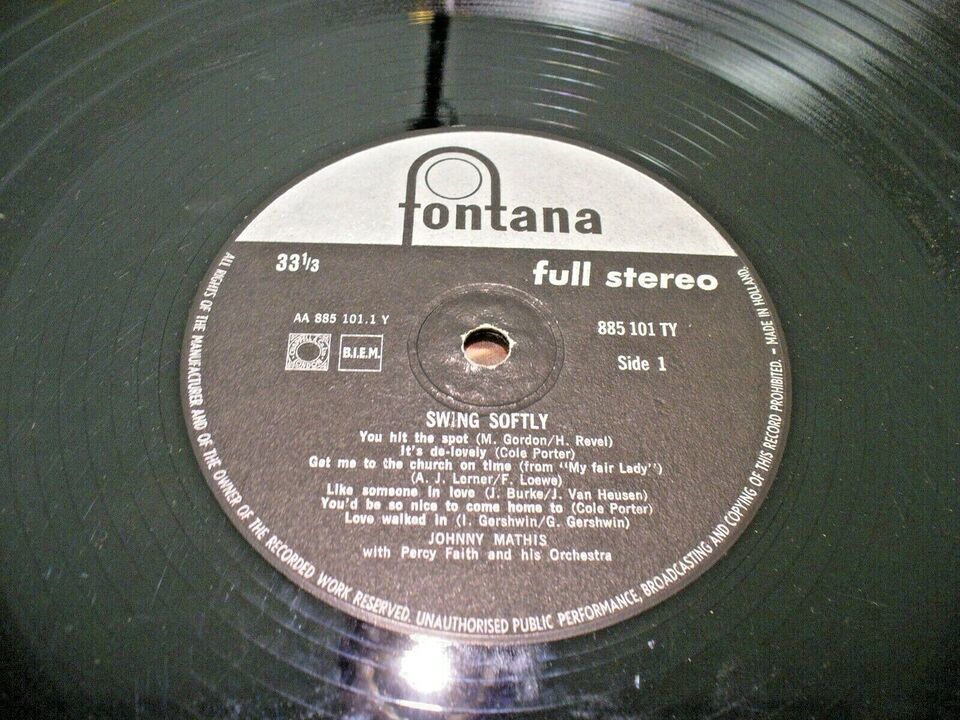 fontana
33 1/3
full stereo
AA 885 101.1 Y
885 101 TY
B.I.E.M.
Side 1
SWING SOFTLY
You hit the spot (M. Gordon/H. Revel)
It's de-lovely (Cole Porter)
Get me to the church on time (from "My fair Lady")
(A. J. Lerner/F. Loewe)
Like someone in love (J. Burke/J. Van Heusen)
You'd be so nice to come home to (Cole Porter)
Love walked in (I. Gershwin/G. Gershwin)
JOHNNY MATHIS
with Percy Faith and his Orchestra
ALL RIGHTS OF THE MANUFACTURER AND OF THE OWNER OF THE RECORDED WORK RESERVED. UNAUTHORISED PUBLIC PERFORMANCE, BROADCASTING AND COPYING OF THIS RECORD PROHIBITED. – MADE IN HOLLAND.